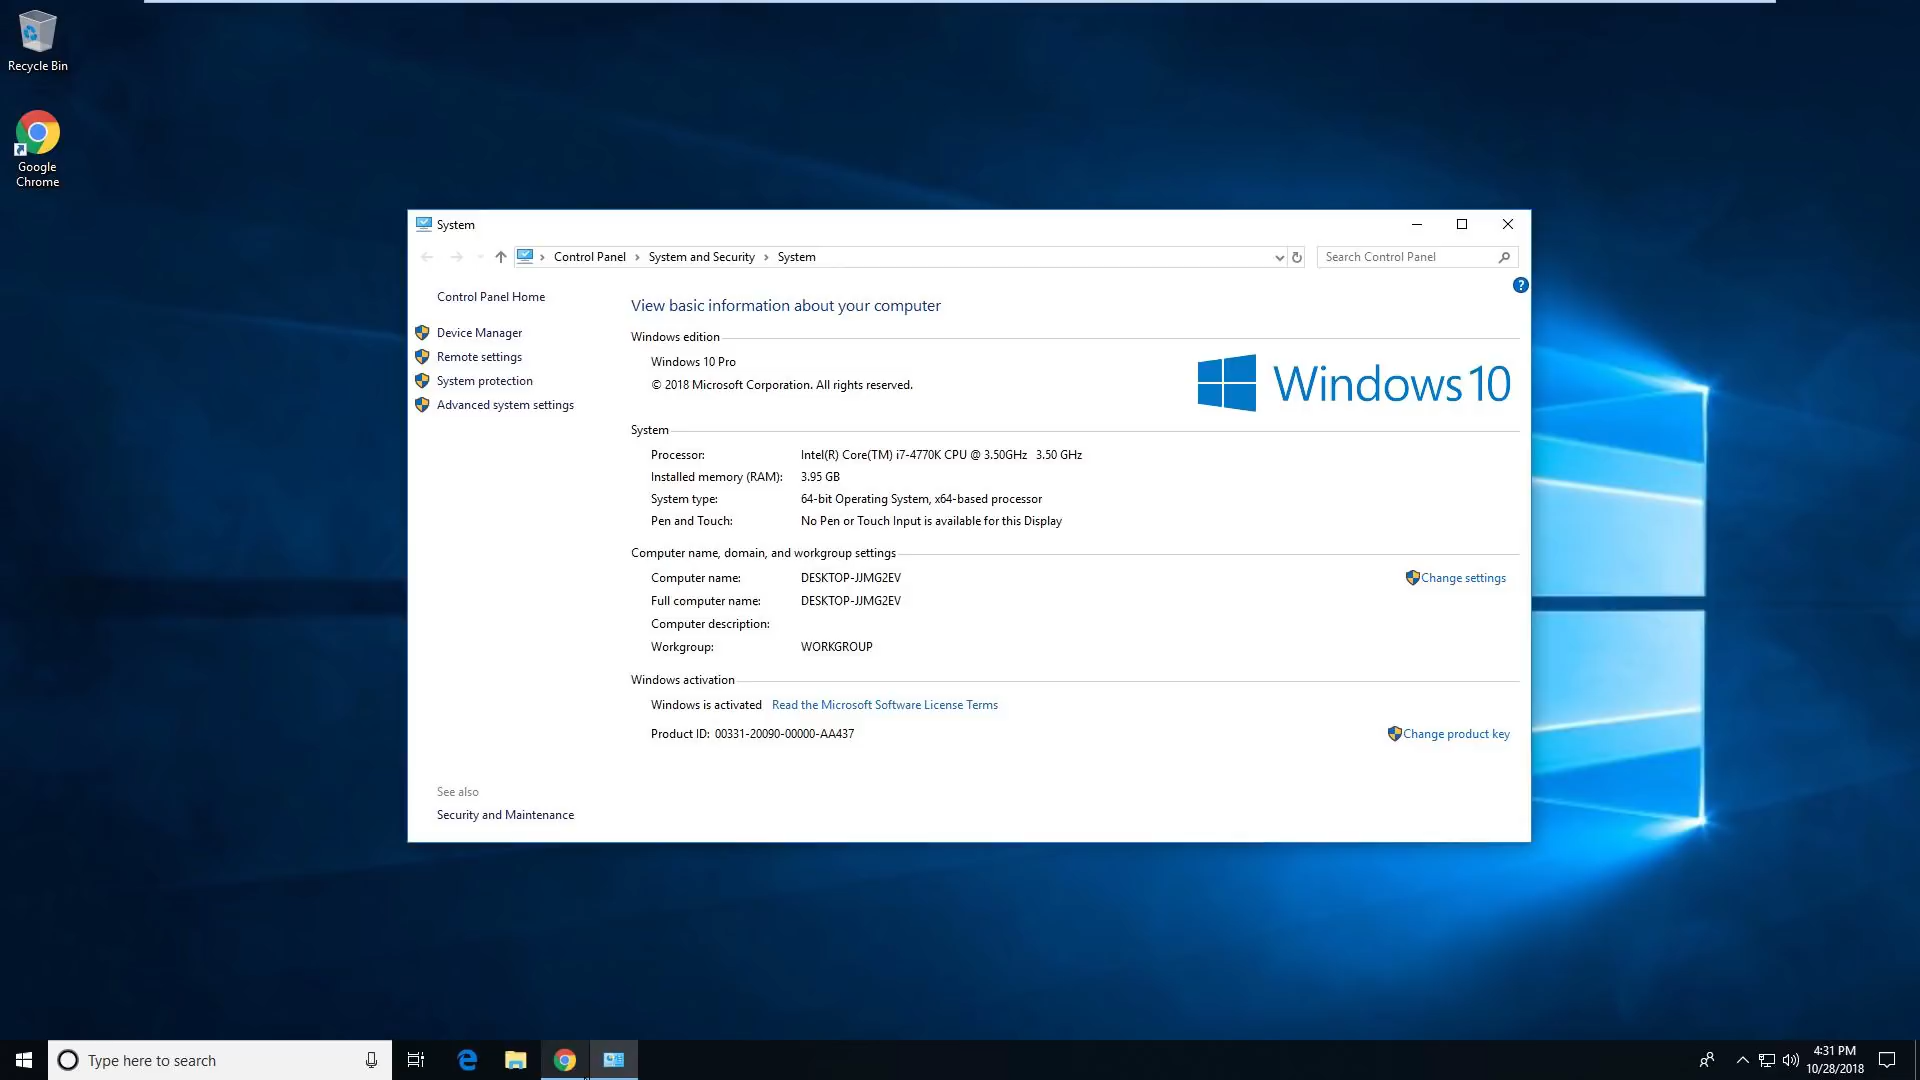 Recycle Bin
Google
Chrome
System
Control Panel > System and Security > System
Search Control Panel
?
Control Panel Home
Device Manager
Remote settings
System protection
Advanced system settings
View basic information about your computer
Windows edition
Windows 10 Pro
© 2018 Microsoft Corporation. All rights reserved.
Windows 10
System
Processor: Intel(R) Core(TM) i7-4770K CPU @ 3.50GHz 3.50 GHz
Installed memory (RAM): 3.95 GB
System type: 64-bit Operating System, x64-based processor
Pen and Touch: No Pen or Touch Input is available for this Display
Computer name, domain, and workgroup settings
Computer name: DESKTOP-JJMG2EV
Change settings
Full computer name: DESKTOP-JJMG2EV
Computer description:
Workgroup: WORKGROUP
Windows activation
Windows is activated Read the Microsoft Software License Terms
Product ID: 00331-20090-00000-AA437
Change product key
See also
Security and Maintenance
Type here to search
4:31 PM
10/28/2018